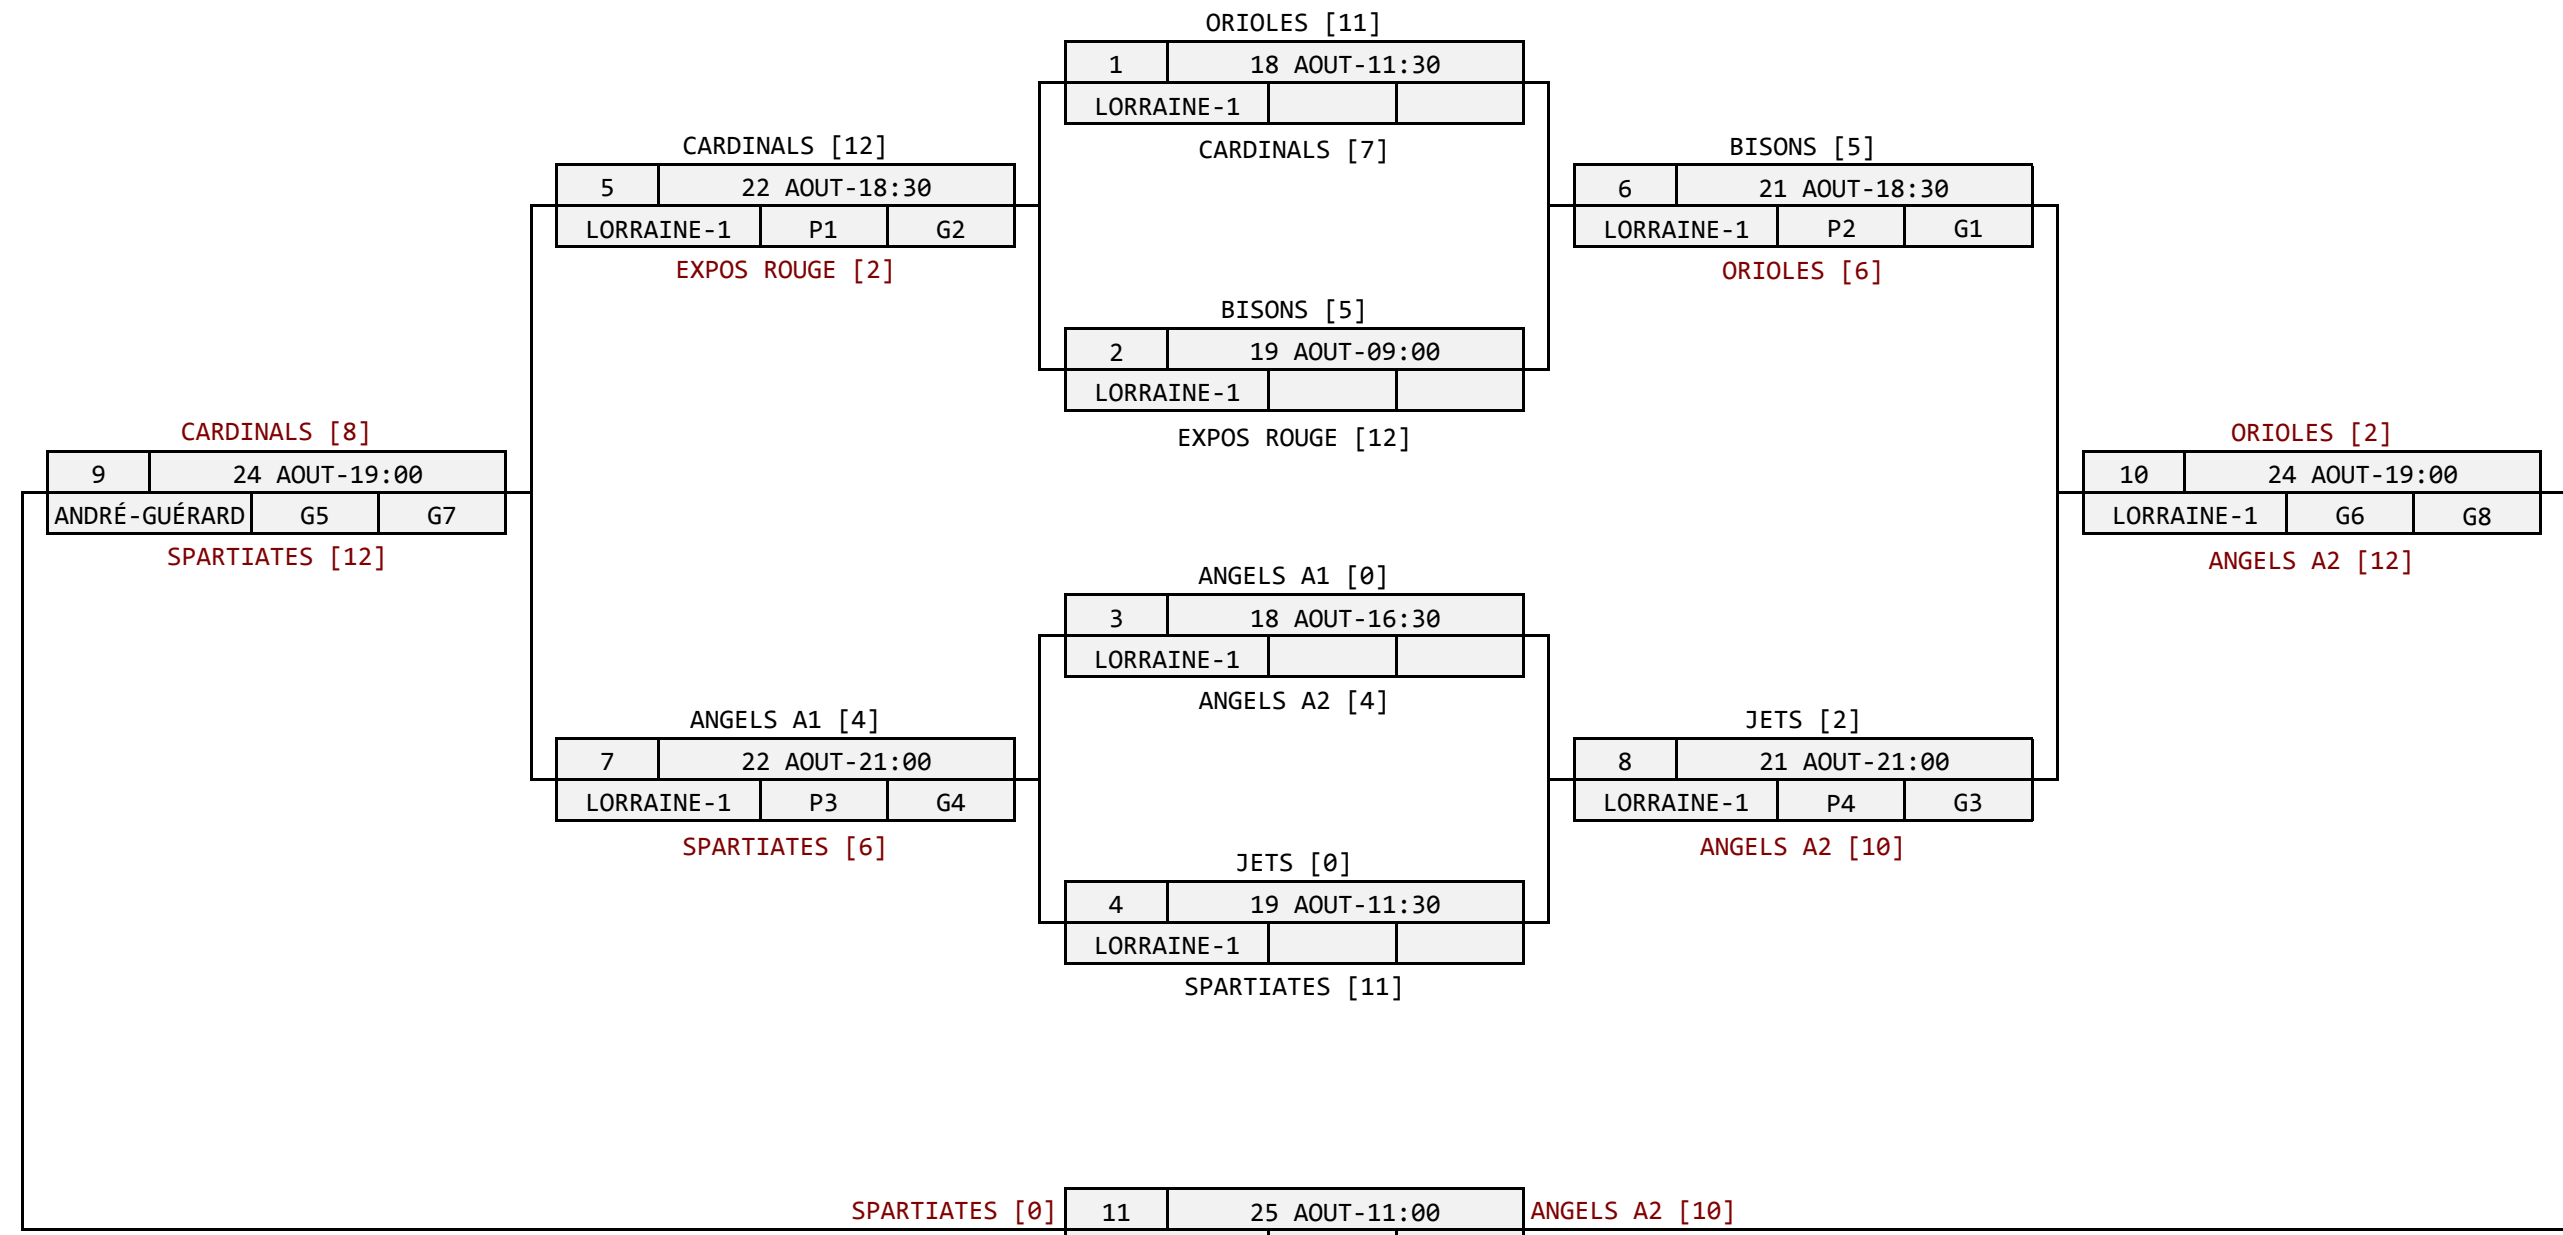 ORIOLES [11]
1 18 AOUT-11:30
LORRAINE-1
CARDINALS [7]
CARDINALS [12]
5 22 AOUT-18:30
LORRAINE-1 P1 G2
EXPOS ROUGE [2]
BISONS [5]
6 21 AOUT-18:30
LORRAINE-1 P2 G1
ORIOLES [6]
BISONS [5]
2 19 AOUT-09:00
LORRAINE-1
EXPOS ROUGE [12]
CARDINALS [8]
9 24 AOUT-19:00
ANDRÉ-GUÉRARD G5 G7
SPARTIATES [12]
ORIOLES [2]
10 24 AOUT-19:00
LORRAINE-1 G6 G8
ANGELS A2 [12]
ANGELS A1 [0]
3 18 AOUT-16:30
LORRAINE-1
ANGELS A2 [4]
ANGELS A1 [4]
7 22 AOUT-21:00
LORRAINE-1 P3 G4
SPARTIATES [6]
JETS [2]
8 21 AOUT-21:00
LORRAINE-1 P4 G3
ANGELS A2 [10]
JETS [0]
4 19 AOUT-11:30
LORRAINE-1
SPARTIATES [11]
SPARTIATES [0] 11 25 AOUT-11:00 ANGELS A2 [10]